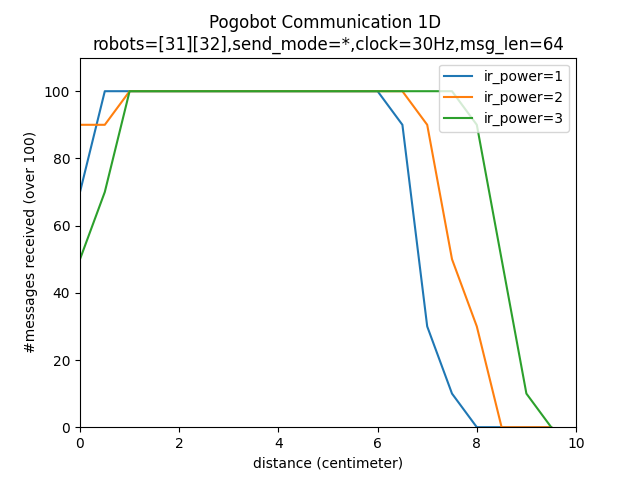 Pogobot Communication 1D
robots=[31][32],send_mode=*,clock=30Hz,msg_len=64
ir_power=1
ir_power=2
ir_power=3
#messages received (over 100)
100
80
60
40
20
0
0 2 4 6 8 10
distance (centimeter)